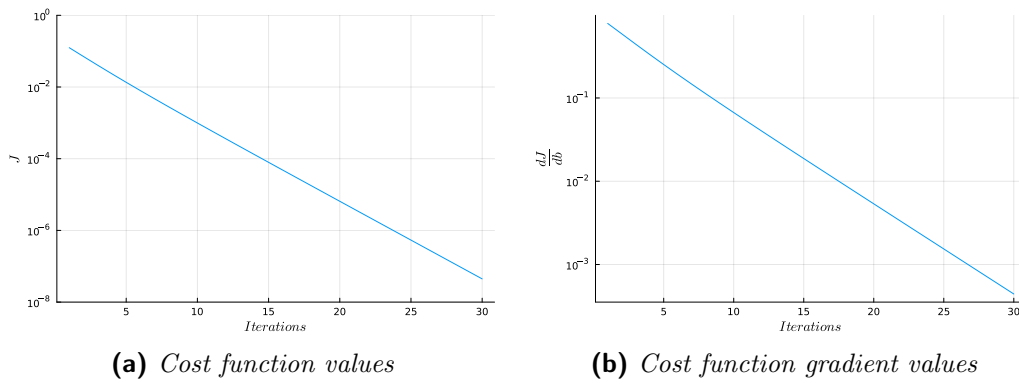 10^0
10^-2
10^-4
10^-6
10^-8
J
5 10 15 20 25 30
Iterations
(a) Cost function values
10^-1
10^-2
10^-3
dJ
db
5 10 15 20 25 30
Iterations
(b) Cost function gradient values